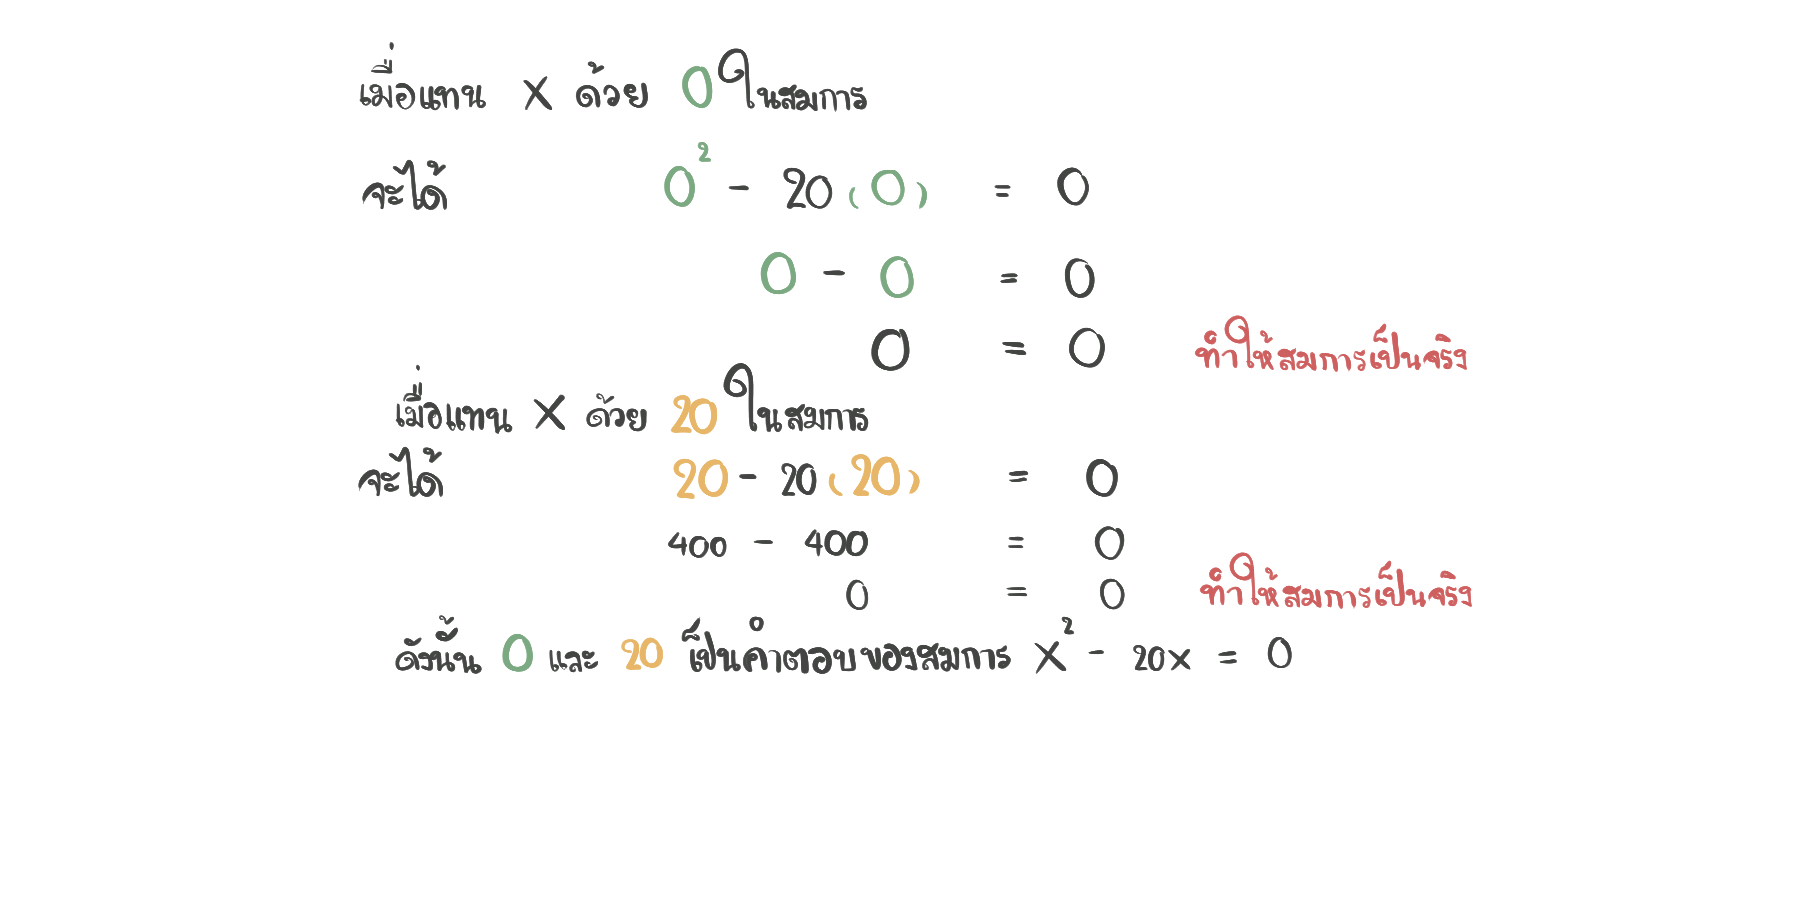 เมื่อแทน x ด้วย 0 ในสมการ
จะได้ 0² - 20(0) = 0
0 - 0 = 0
0 = 0 ทำให้สมการเป็นจริง
เมื่อแทน x ด้วย 20 ในสมการ
จะได้ 20 - 20(20) = 0
400 - 400 = 0
0 = 0 ทำให้สมการเป็นจริง
ดังนั้น 0 และ 20 เป็นคำตอบของสมการ x² - 20x = 0